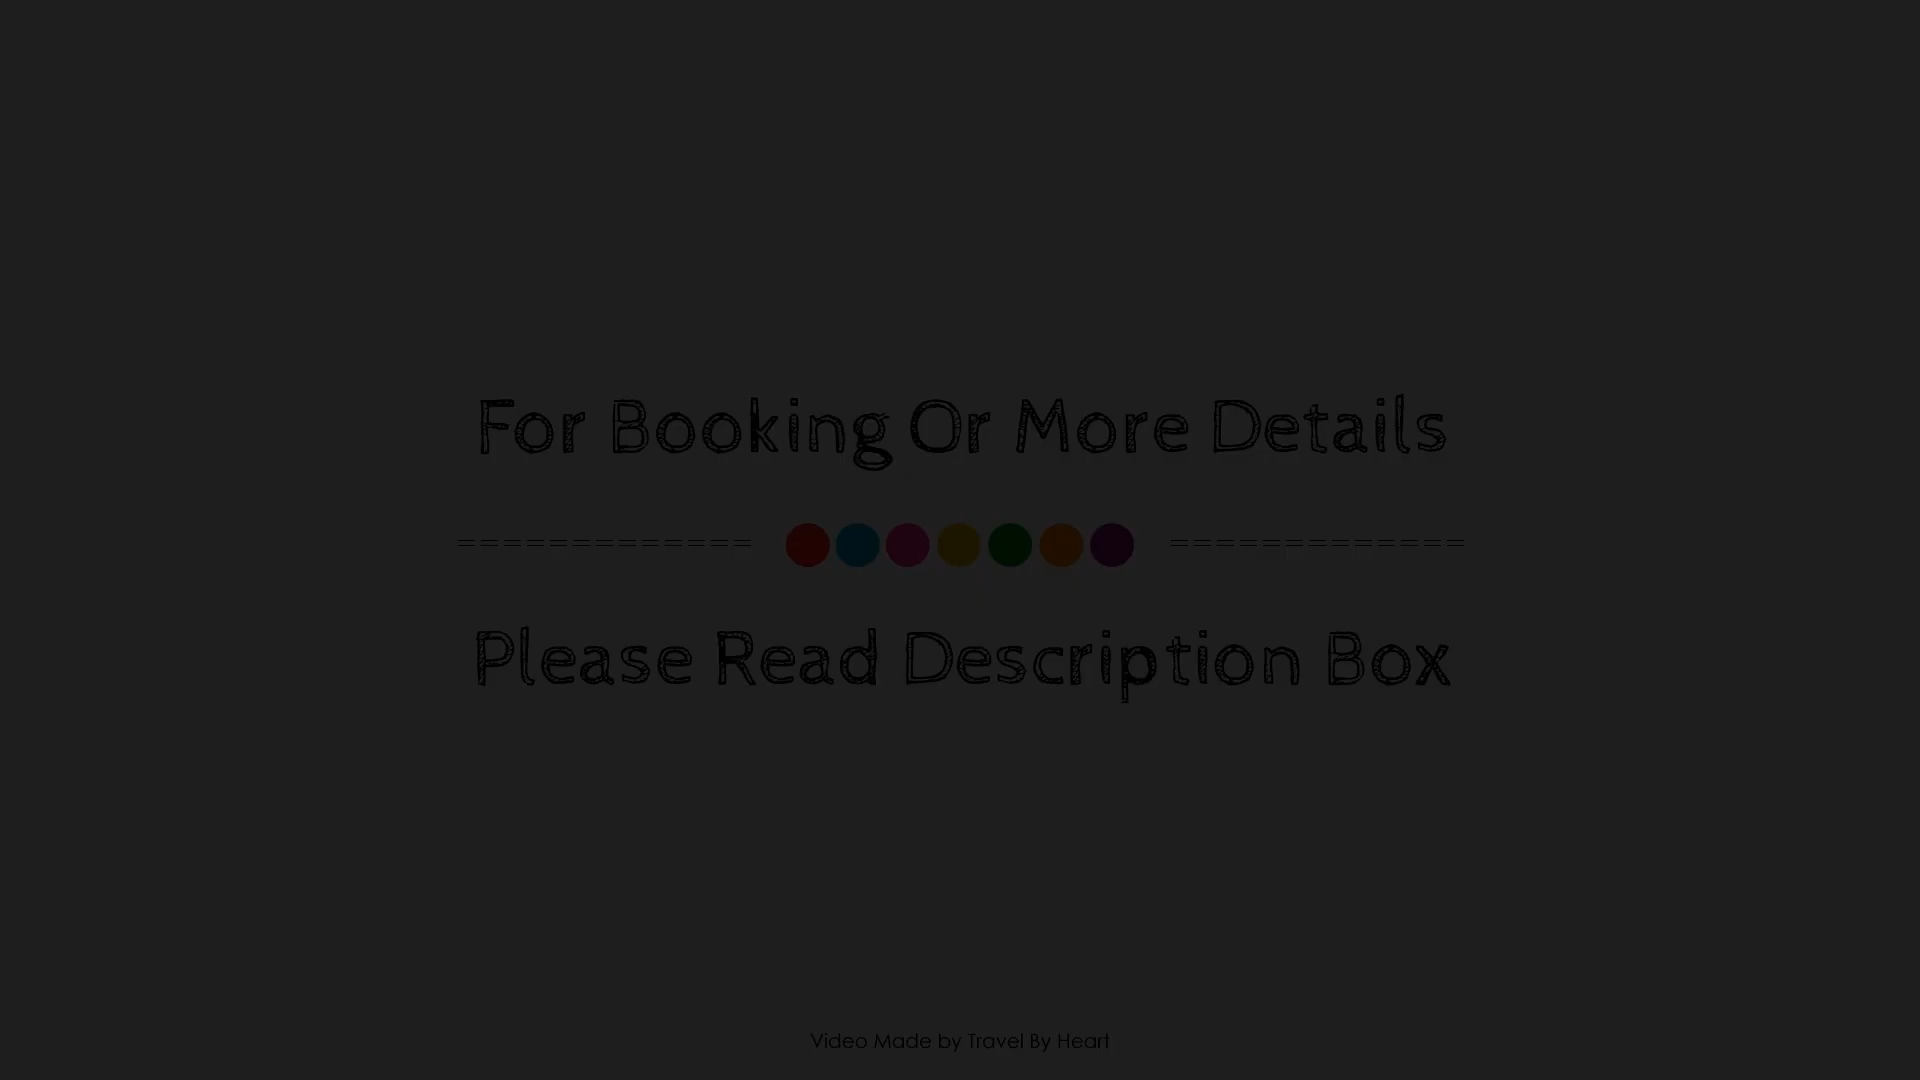 For Booking Or More Details
============= =============
Please Read Description Box
Video Made by Travel By Heart